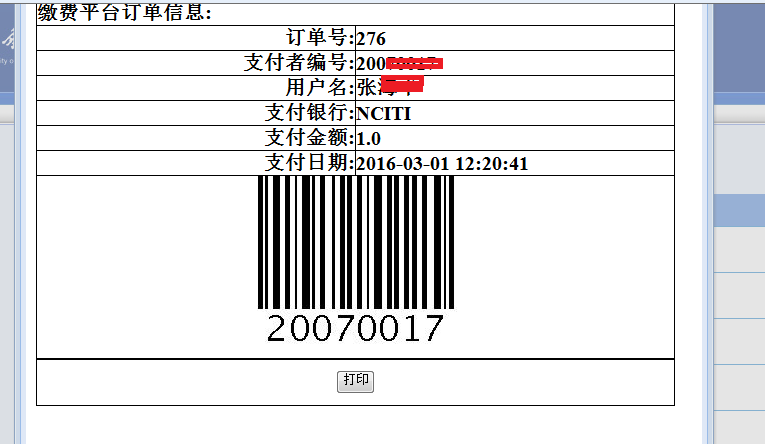 缴费平台订单信息:
订单号:276
支付者编号:200
用户名:张
支付银行:NCITI
支付金额:1.0
支付日期:2016-03-01 12:20:41
20070017
打印